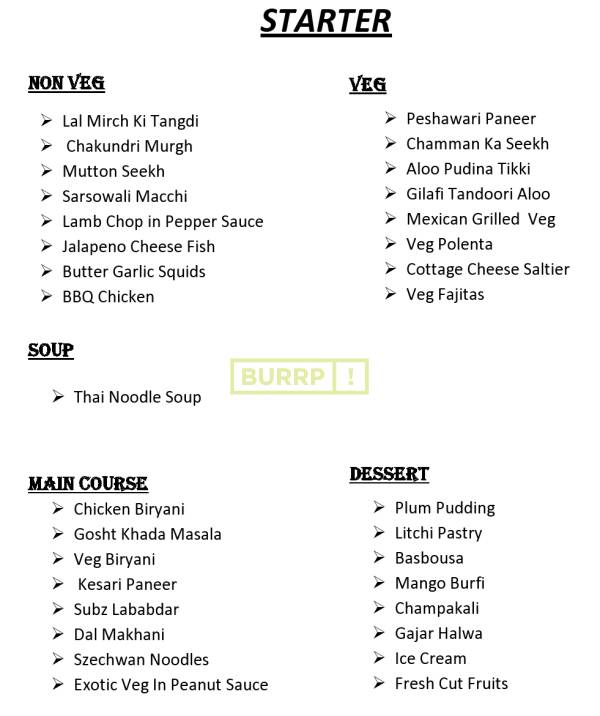 STARTER
NON VEG
Lal Mirch Ki Tangdi
Chakundri Murgh
Mutton Seekh
Sarsowali Macchi
Lamb Chop in Pepper Sauce
Jalapeno Cheese Fish
Butter Garlic Squids
BBQ Chicken
VEG
Peshawari Paneer
Chamman Ka Seekh
Aloo Pudina Tikki
Gilafi Tandoori Aloo
Mexican Grilled Veg
Veg Polenta
Cottage Cheese Saltier
Veg Fajitas
SOUP
Thai Noodle Soup
BURRP !
MAIN COURSE
Chicken Biryani
Gosht Khada Masala
Veg Biryani
Kesari Paneer
Subz Lababdar
Dal Makhani
Szechwan Noodles
Exotic Veg In Peanut Sauce
DESSERT
Plum Pudding
Litchi Pastry
Basbousa
Mango Burfi
Champakali
Gajar Halwa
Ice Cream
Fresh Cut Fruits